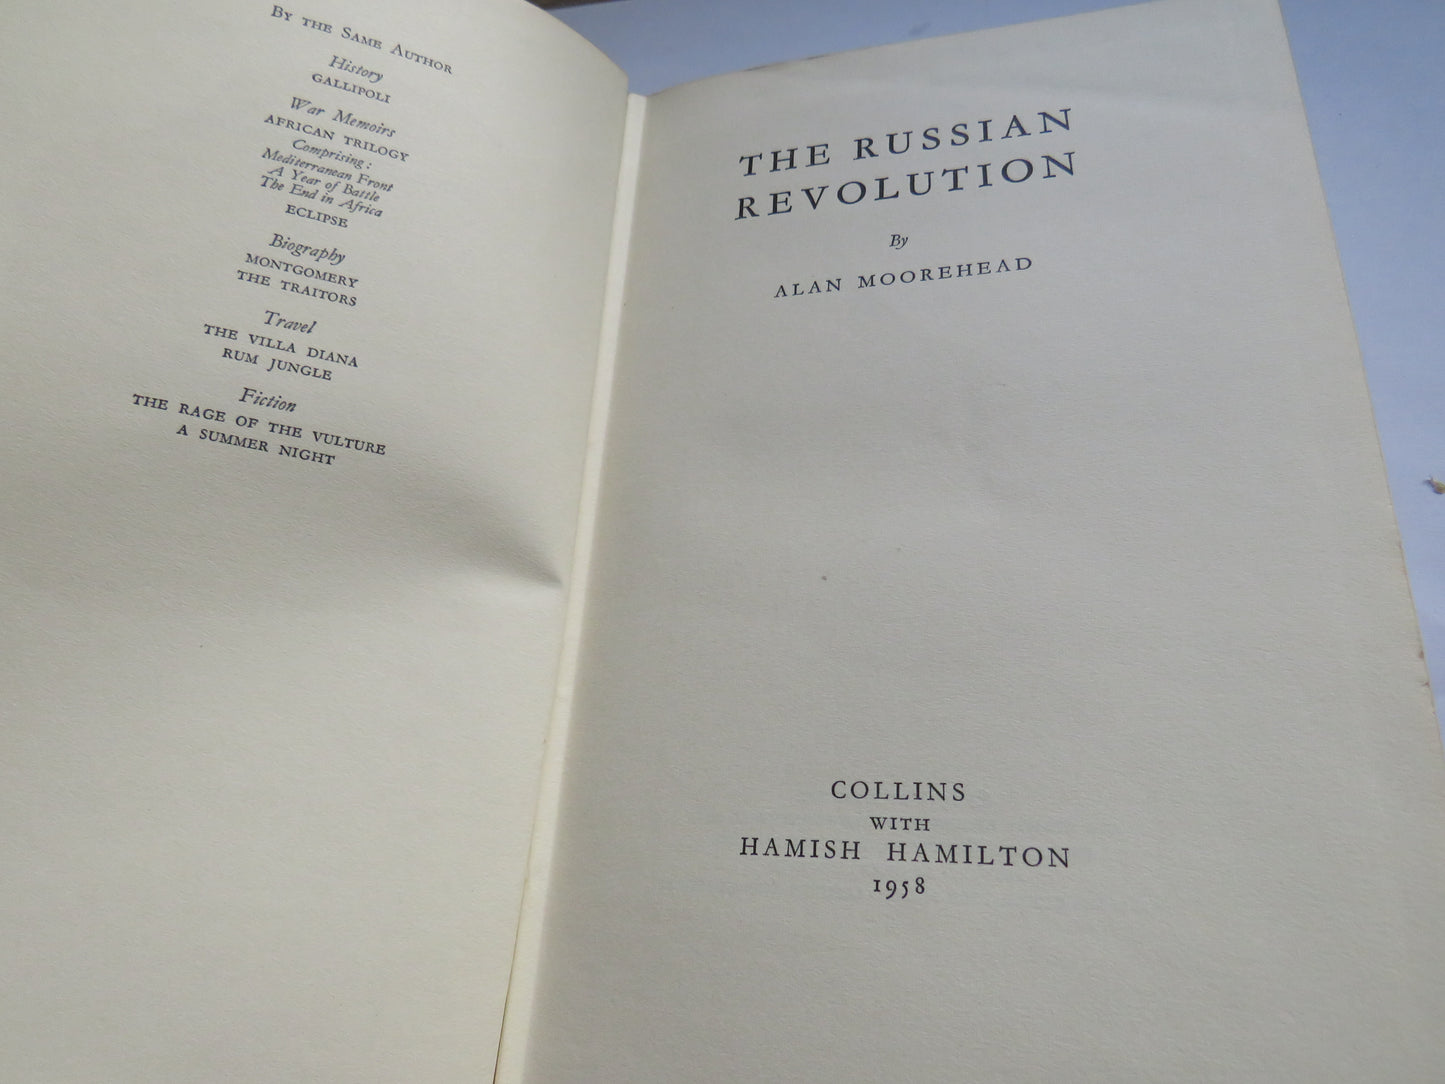 BY THE SAME AUTHOR
History
GALLIPOLI
War Memoirs
AFRICAN TRILOGY
Comprising:
Mediterranean Front
A Year of Battle
The End in Africa
ECLIPSE
Biography
MONTGOMERY
THE TRAITORS
Travel
THE VILLA DIANA
RUM JUNGLE
Fiction
THE RAGE OF THE VULTURE
A SUMMER NIGHT
THE RUSSIAN
REVOLUTION
By
ALAN MOOREHEAD
COLLINS
WITH
HAMISH HAMILTON
1958